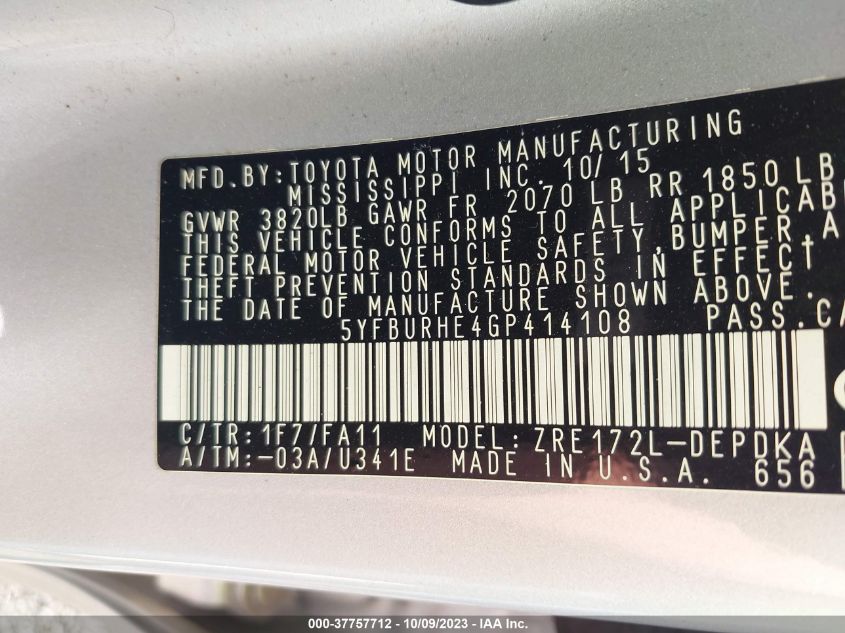 MFD.BY:TOYOTA MOTOR MANUFACTURING
MISSISSIPPI INC. 10/15
GVWR 3820LB GAWR FR 2070 LB RR 1850 LB
THIS VEHICLE CONFORMS TO ALL APPLICAB
FEDERAL MOTOR VEHICLE SAFETY,BUMPER,A
THEFT PREVENTION STANDARDS IN EFFECT
THE DATE OF MANUFACTURE SHOWN ABOVE.
5YFBURHE4GP414108 PASS.CA
C/TR:1F7/FA11 MODEL:ZRE172L-DEPDKA
A/TM:-03A/U341E MADE IN U.S.A. 656
000-37757712 - 10/09/2023 - IAA Inc.